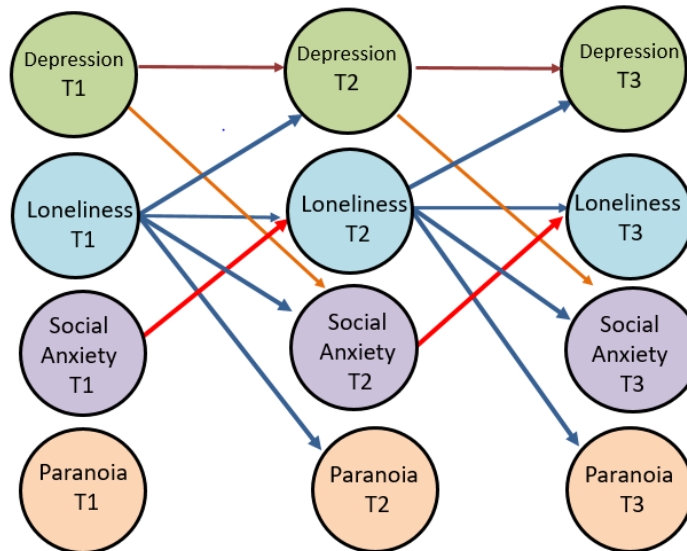 Depression
T1
Depression
T2
Depression
T3
Loneliness
T1
Loneliness
T2
Loneliness
T3
Social
Anxiety
T1
Social
Anxiety
T2
Social
Anxiety
T3
Paranoia
T1
Paranoia
T2
Paranoia
T3